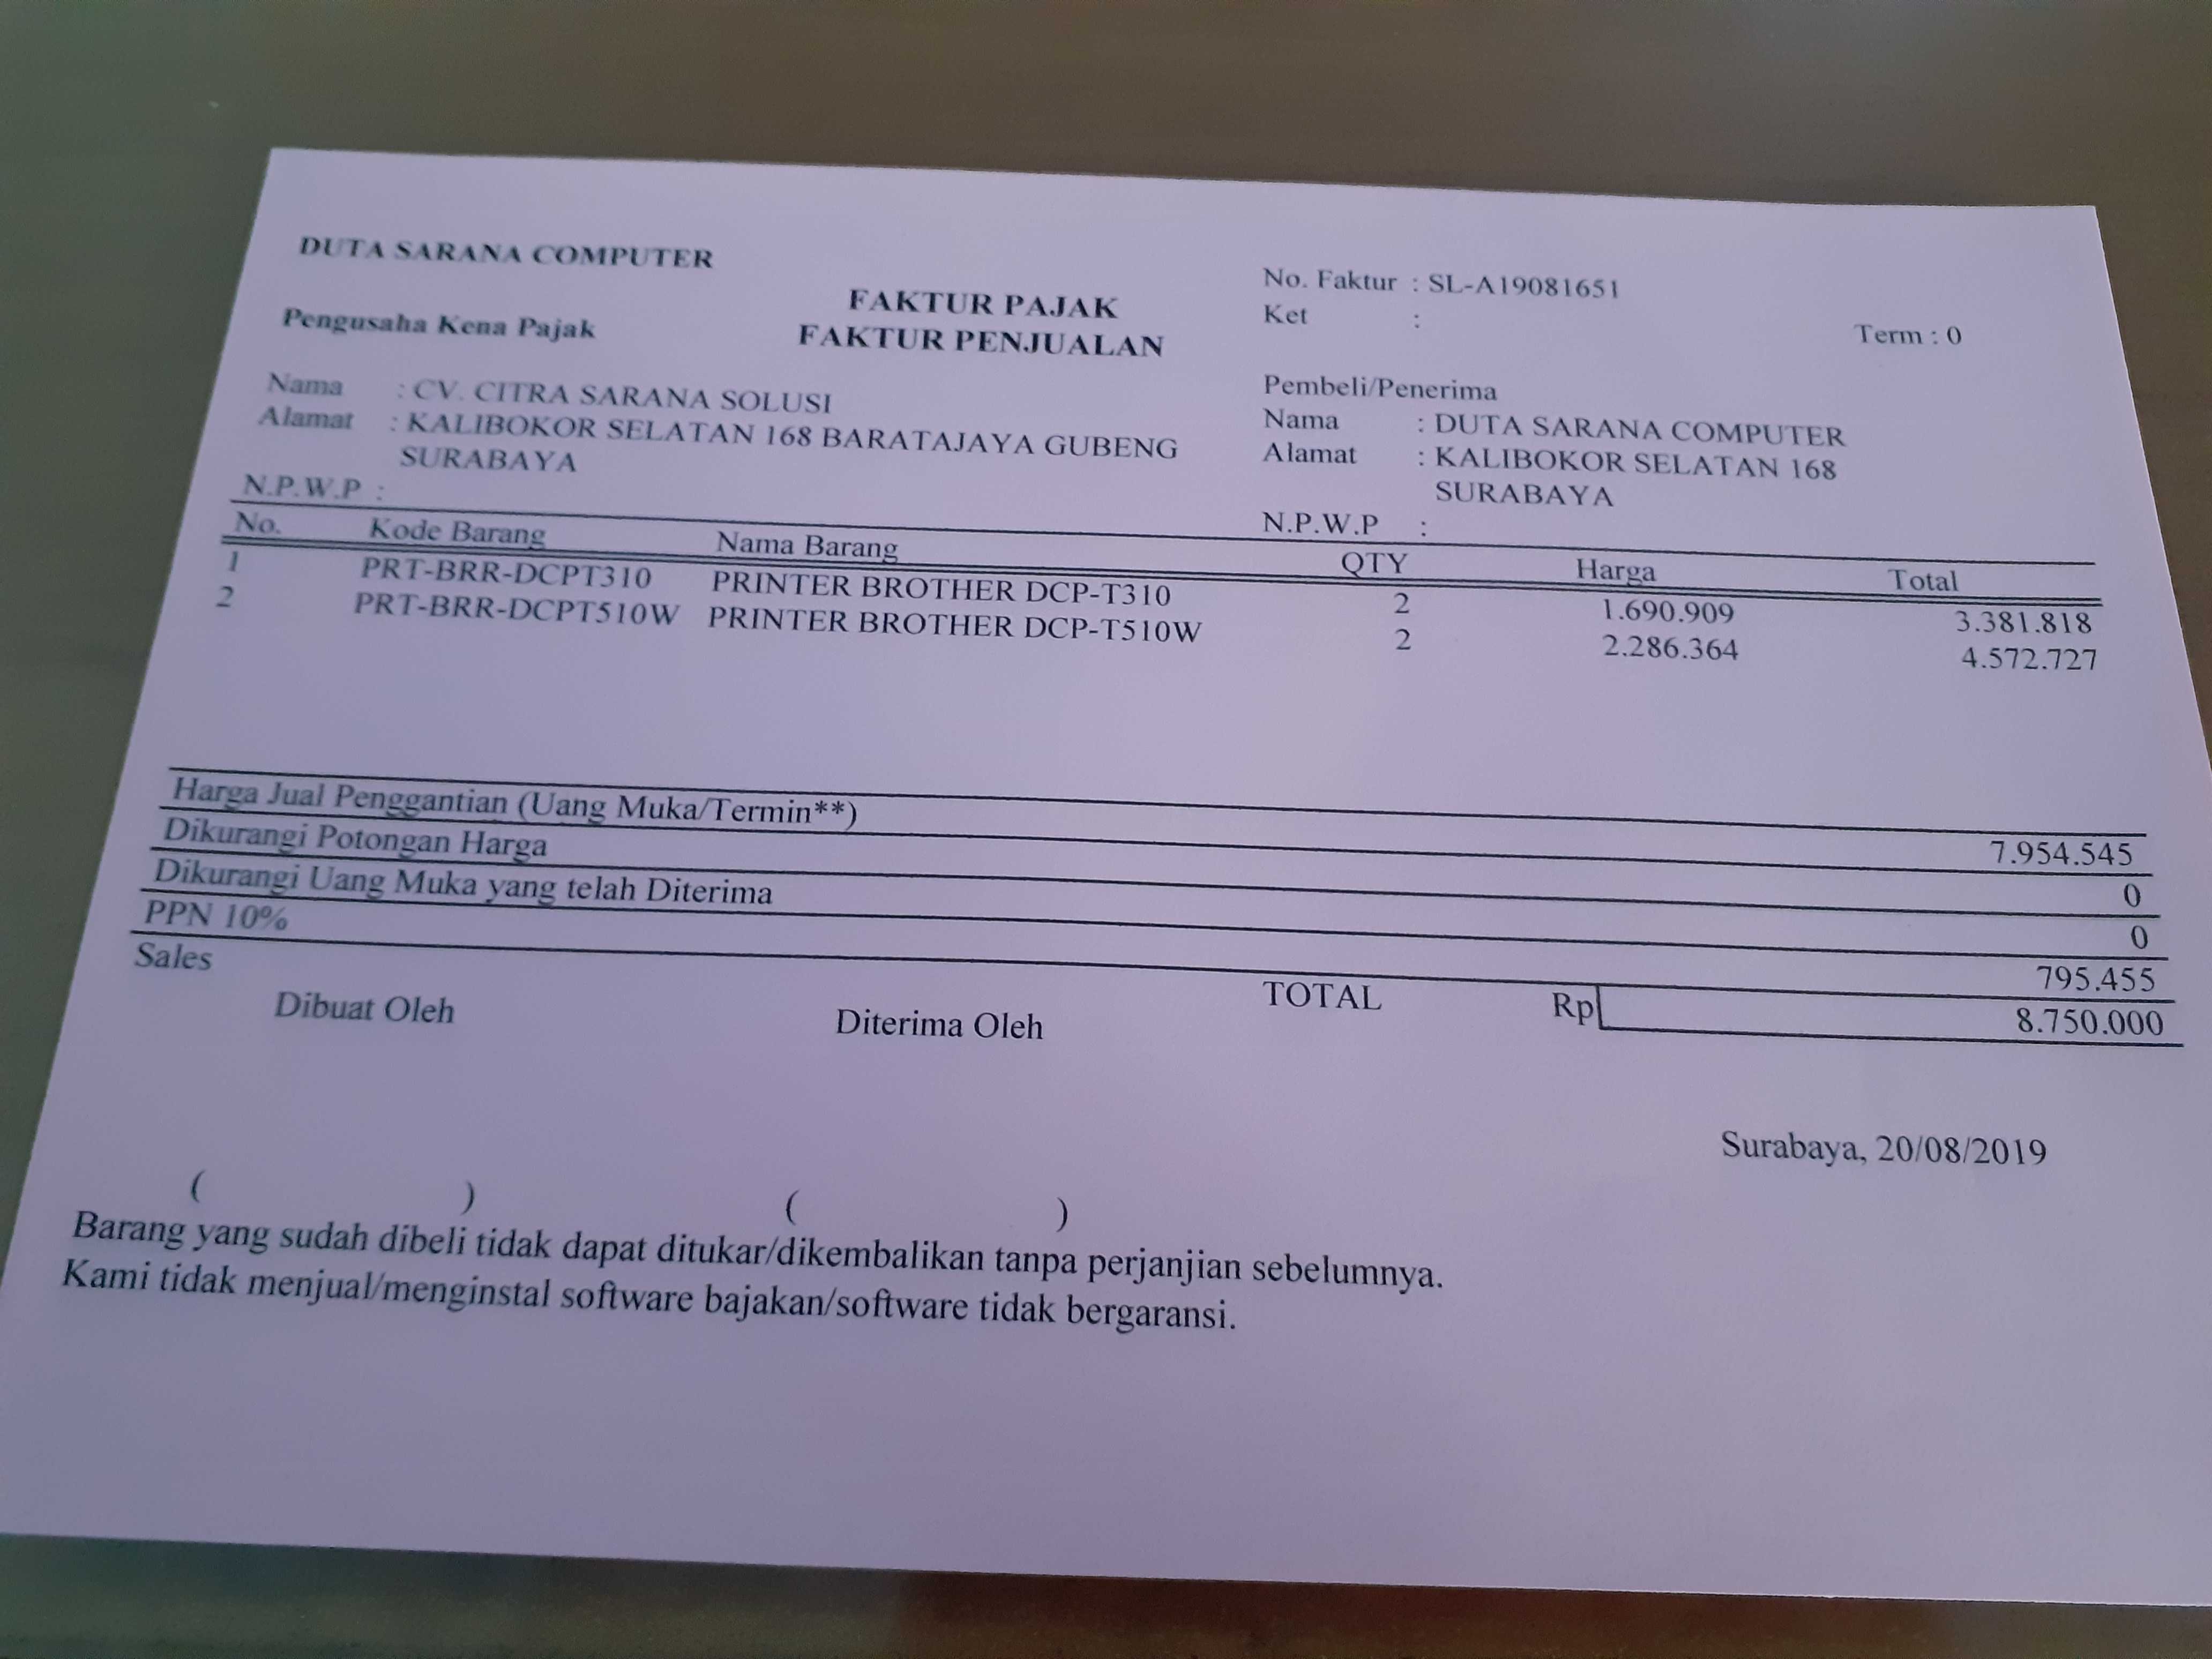 DUTA SARANA COMPUTER
FAKTUR PAJAK
FAKTUR PENJUALAN
No. Faktur : SL-A19081651
Ket :
Term : 0
Pengusaha Kena Pajak
Nama : CV. CITRA SARANA SOLUSI
Alamat : KALIBOKOR SELATAN 168 BARATAJAYA GUBENG
SURABAYA
N.P.W.P :
Pembeli/Penerima
Nama : DUTA SARANA COMPUTER
Alamat : KALIBOKOR SELATAN 168
SURABAYA
N.P.W.P :
No. Kode Barang Nama Barang QTY Harga Total
1 PRT-BRR-DCPT310 PRINTER BROTHER DCP-T310 2 1.690.909 3.381.818
2 PRT-BRR-DCPT510W PRINTER BROTHER DCP-T510W 2 2.286.364 4.572.727
Harga Jual Penggantian (Uang Muka/Termin**) 7.954.545
Dikurangi Potongan Harga 0
Dikurangi Uang Muka yang telah Diterima 0
PPN 10% 795.455
Sales TOTAL Rp 8.750.000
Dibuat Oleh Diterima Oleh
Surabaya, 20/08/2019
( ) ( )
Barang yang sudah dibeli tidak dapat ditukar/dikembalikan tanpa perjanjian sebelumnya.
Kami tidak menjual/menginstal software bajakan/software tidak bergaransi.